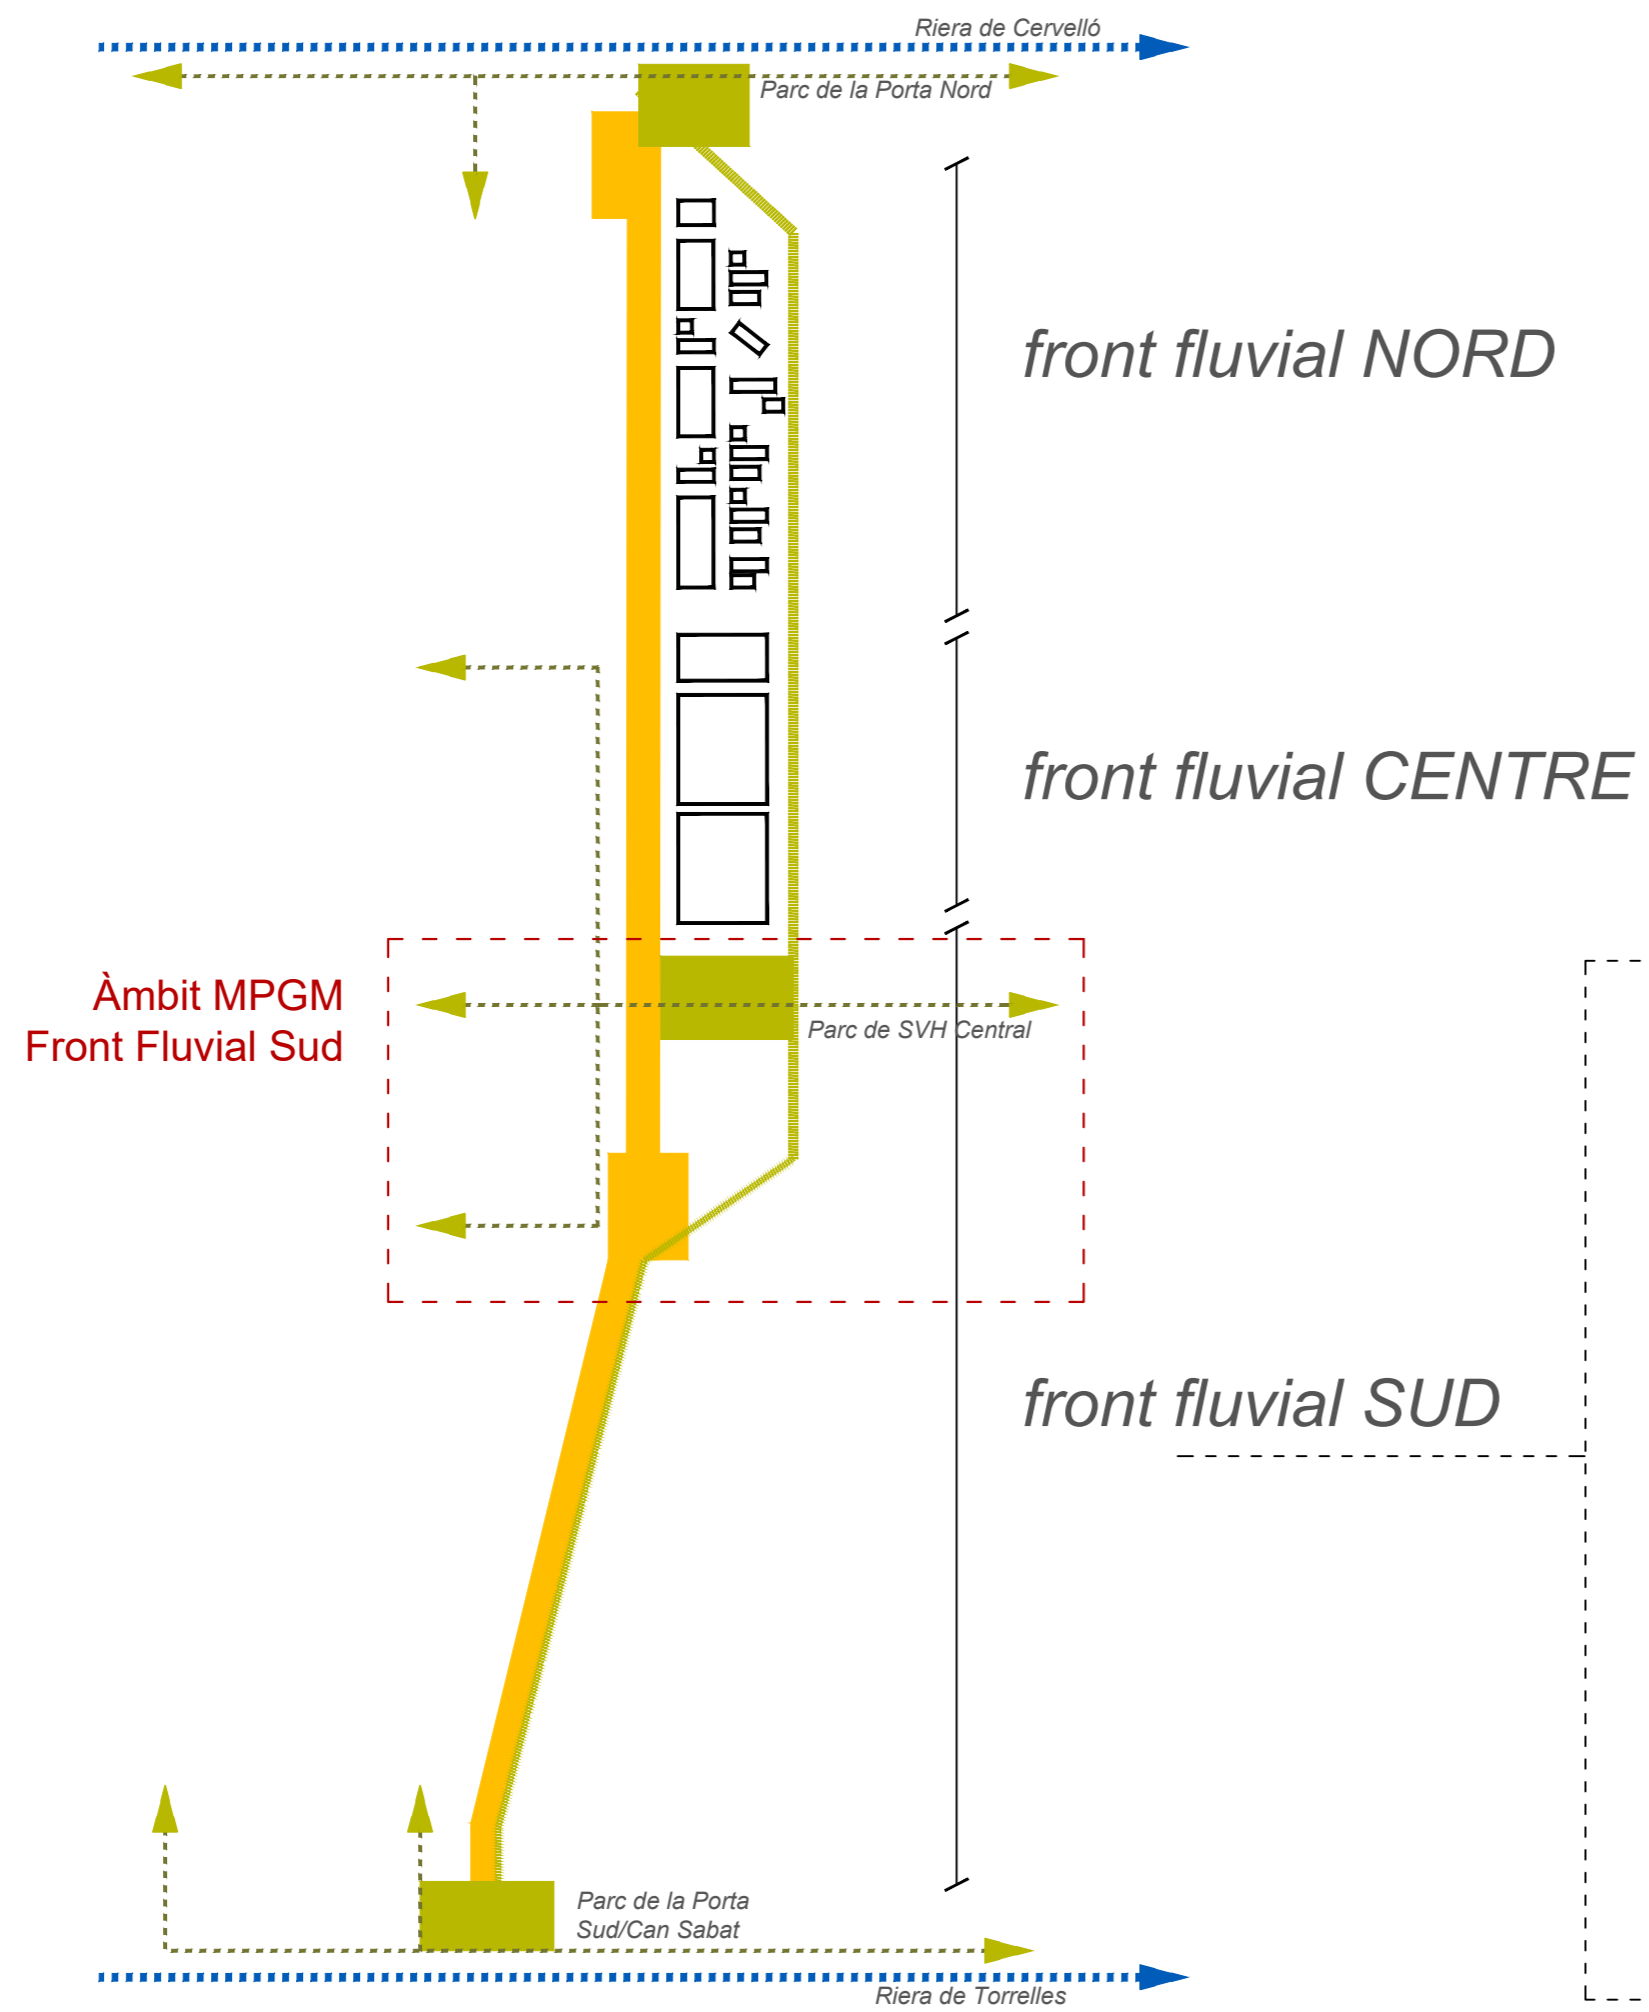 Riera de Cervelló
Parc de la Porta Nord
front fluvial NORD
front fluvial CENTRE
Àmbit MPGM
Front Fluvial Sud
Parc de SVH Central
front fluvial SUD
Parc de la Porta
Sud/Can Sabat
Riera de Torrelles